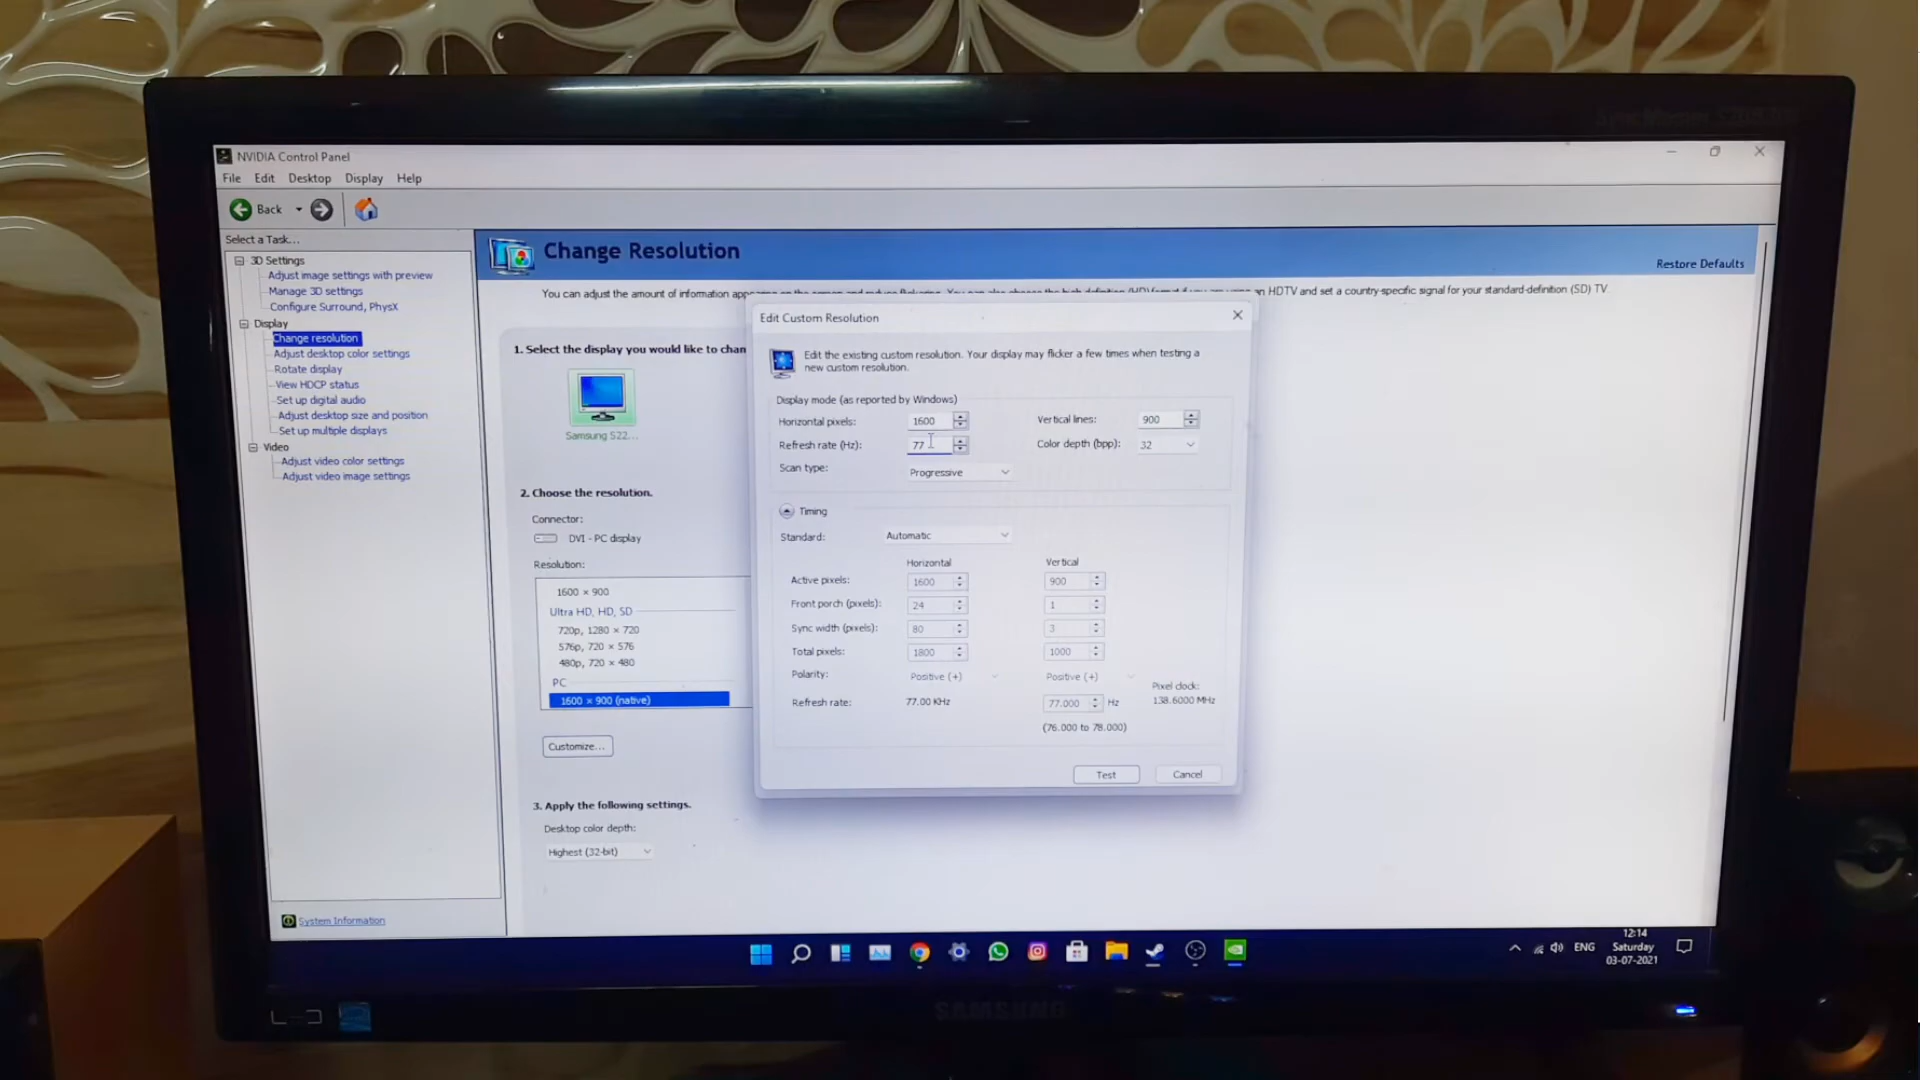 NVIDIA Control Panel
File Edit Desktop Display Help
Back
Select a Task...
3D Settings
Adjust image settings with preview
Manage 3D settings
Configure Surround, PhysX
Display
Change resolution
Adjust desktop color settings
Rotate display
View HDCP status
Set up digital audio
Adjust desktop size and position
Set up multiple displays
Video
Adjust video color settings
Adjust video image settings
System Information
Change Resolution
Restore Defaults
You can adjust the amount of information
HDTV and set a country-specific signal for your standard-definition (SD) TV
1. Select the display you would like to chan
Samsung S22...
2. Choose the resolution.
Connector:
DVI - PC display
Resolution:
1600 × 900
Ultra HD, HD, SD
720p, 1280 × 720
576p, 720 × 576
480p, 720 × 480
PC
1600 × 900 (native)
Customize...
3. Apply the following settings.
Desktop color depth:
Highest (32-bit)
Edit Custom Resolution
Edit the existing custom resolution. Your display may flicker a few times when testing a
new custom resolution.
Display mode (as reported by Windows)
Horizontal pixels: 1600 Vertical lines: 900
Refresh rate (Hz): 77 Color depth (bpp): 32
Scan type: Progressive
Timing
Standard: Automatic
Horizontal Vertical
Active pixels: 1600 900
Front porch (pixels): 24 1
Sync width (pixels): 80 3
Total pixels: 1800 1000
Polarity: Positive (+) Positive (+)
Pixel clock:
Refresh rate: 77.00 KHz 77.000 Hz 138.6000 MHz
(76.000 to 78.000)
Test Cancel
ENG
12:14
Saturday
03-07-2021
SAMSUNG